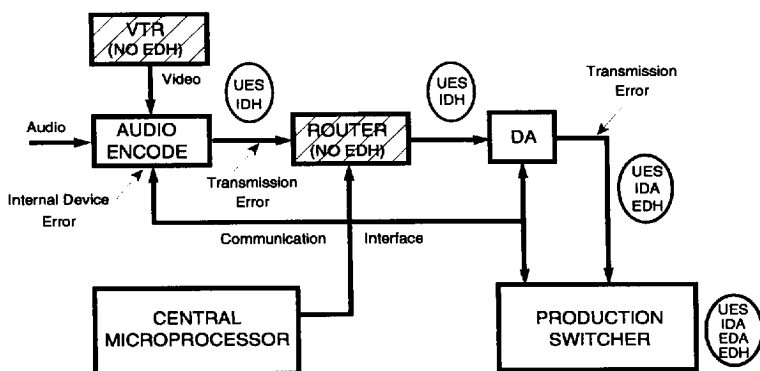 VTR
(NO EDH)
Video
UES
IDH
UES
IDH
Transmission
Error
Audio
AUDIO
ENCODE
ROUTER
(NO EDH)
DA
Internal Device
Error
Transmission
Error
UES
IDA
EDH
Communication
Interface
CENTRAL
MICROPROCESSOR
PRODUCTION
SWITCHER
UES
IDA
EDA
EDH